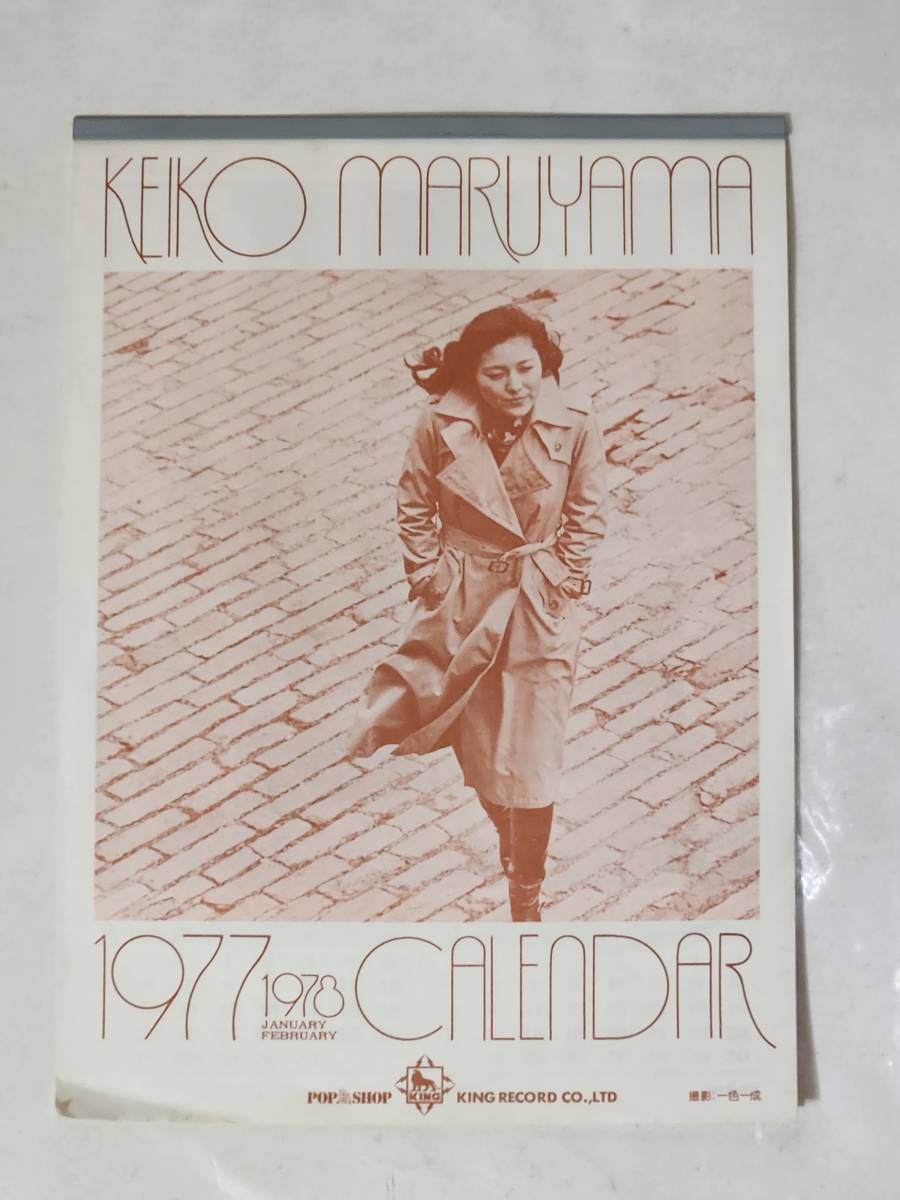 KEIKO MARUYAMA
1977 1978 CALENDAR
JANUARY
FEBRUARY
POP SHOP KING KING RECORD CO.,LTD 撮影:一色一成